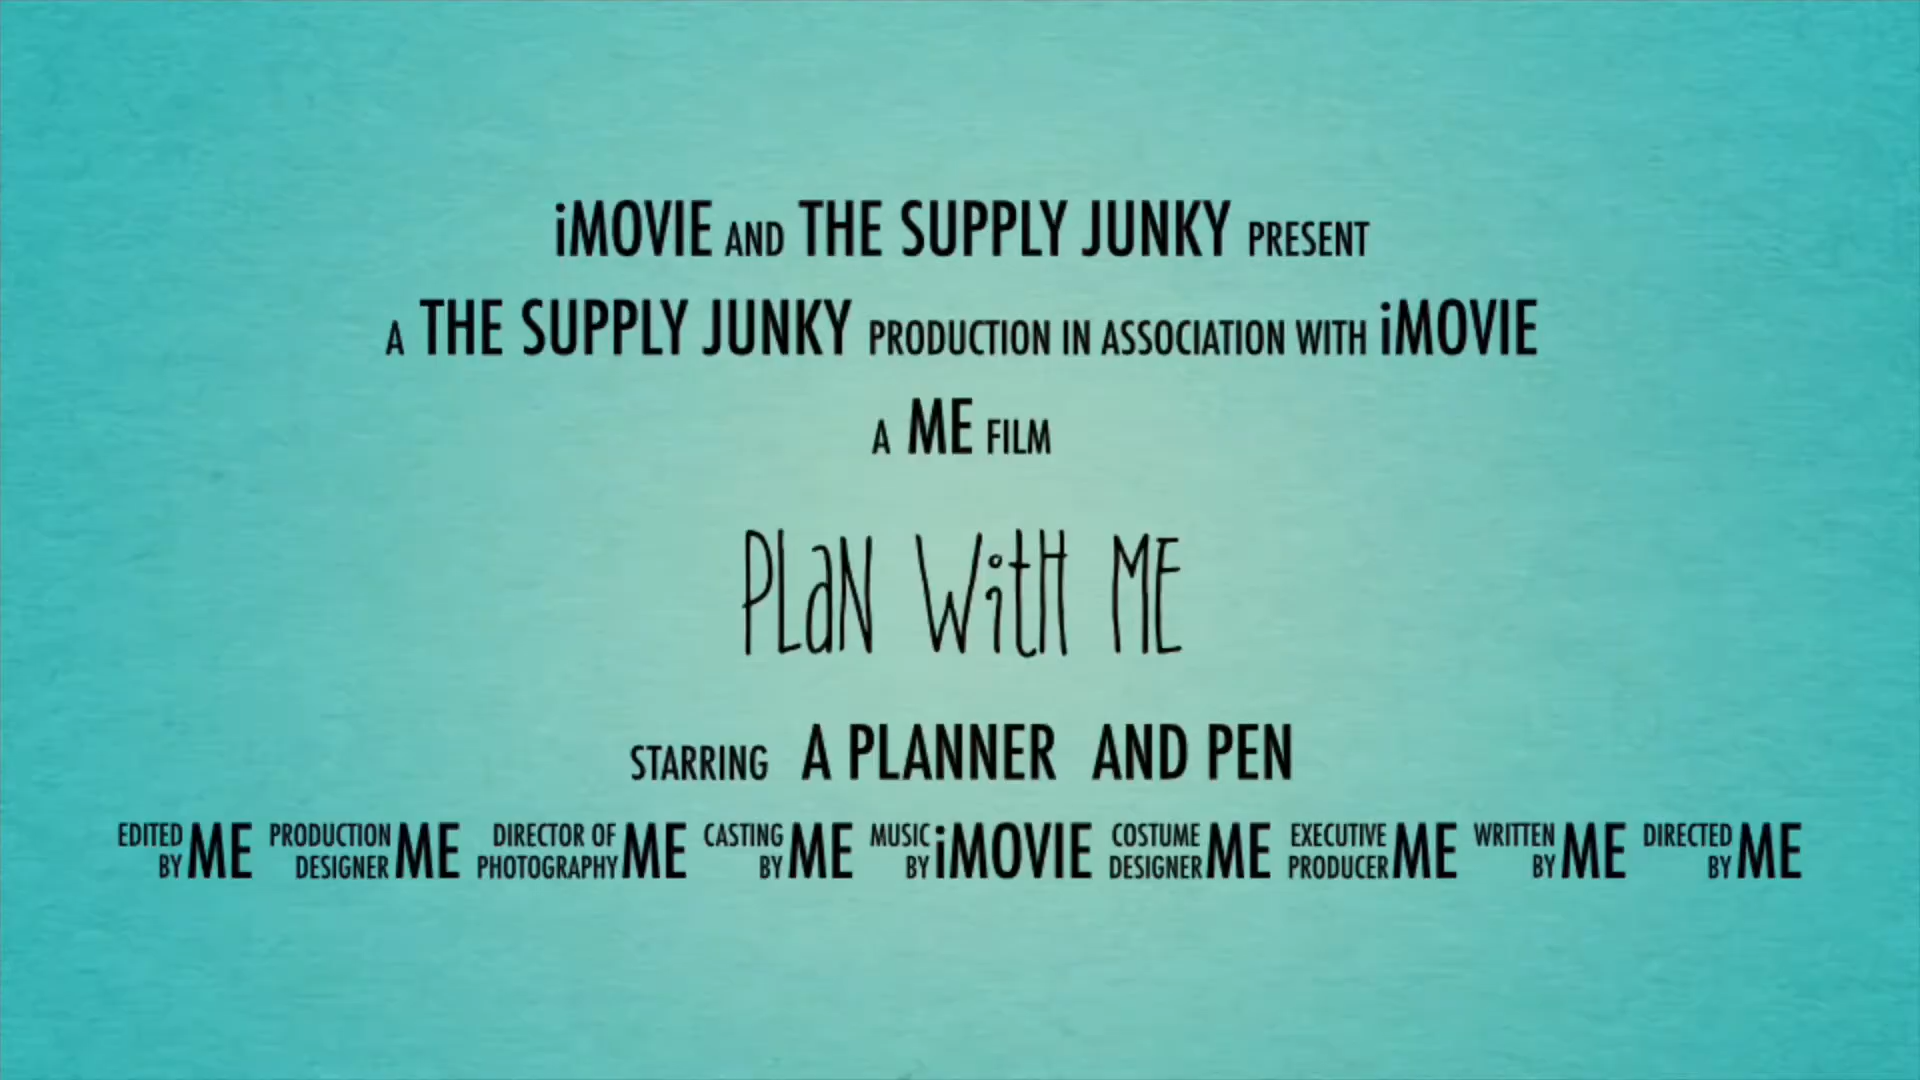 iMOVIE AND THE SUPPLY JUNKY PRESENT
A THE SUPPLY JUNKY PRODUCTION IN ASSOCIATION WITH iMOVIE
A ME FILM
PLaN WitH ME
STARRING A PLANNER AND PEN
EDITED BY ME PRODUCTION DESIGNER ME DIRECTOR OF PHOTOGRAPHY ME CASTING BY ME MUSIC BY iMOVIE COSTUME DESIGNER ME EXECUTIVE PRODUCER ME WRITTEN BY ME DIRECTED BY ME